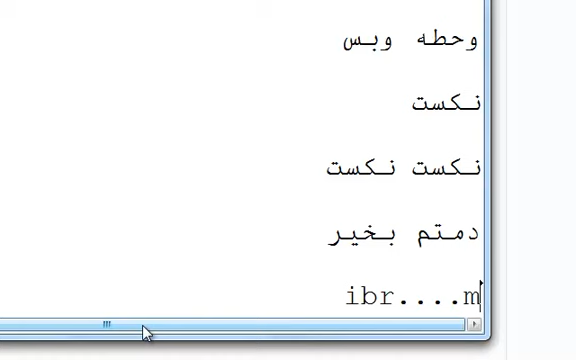 وحطه وبس
نكست
نكست نكست
دمتم بخير
ibr....m